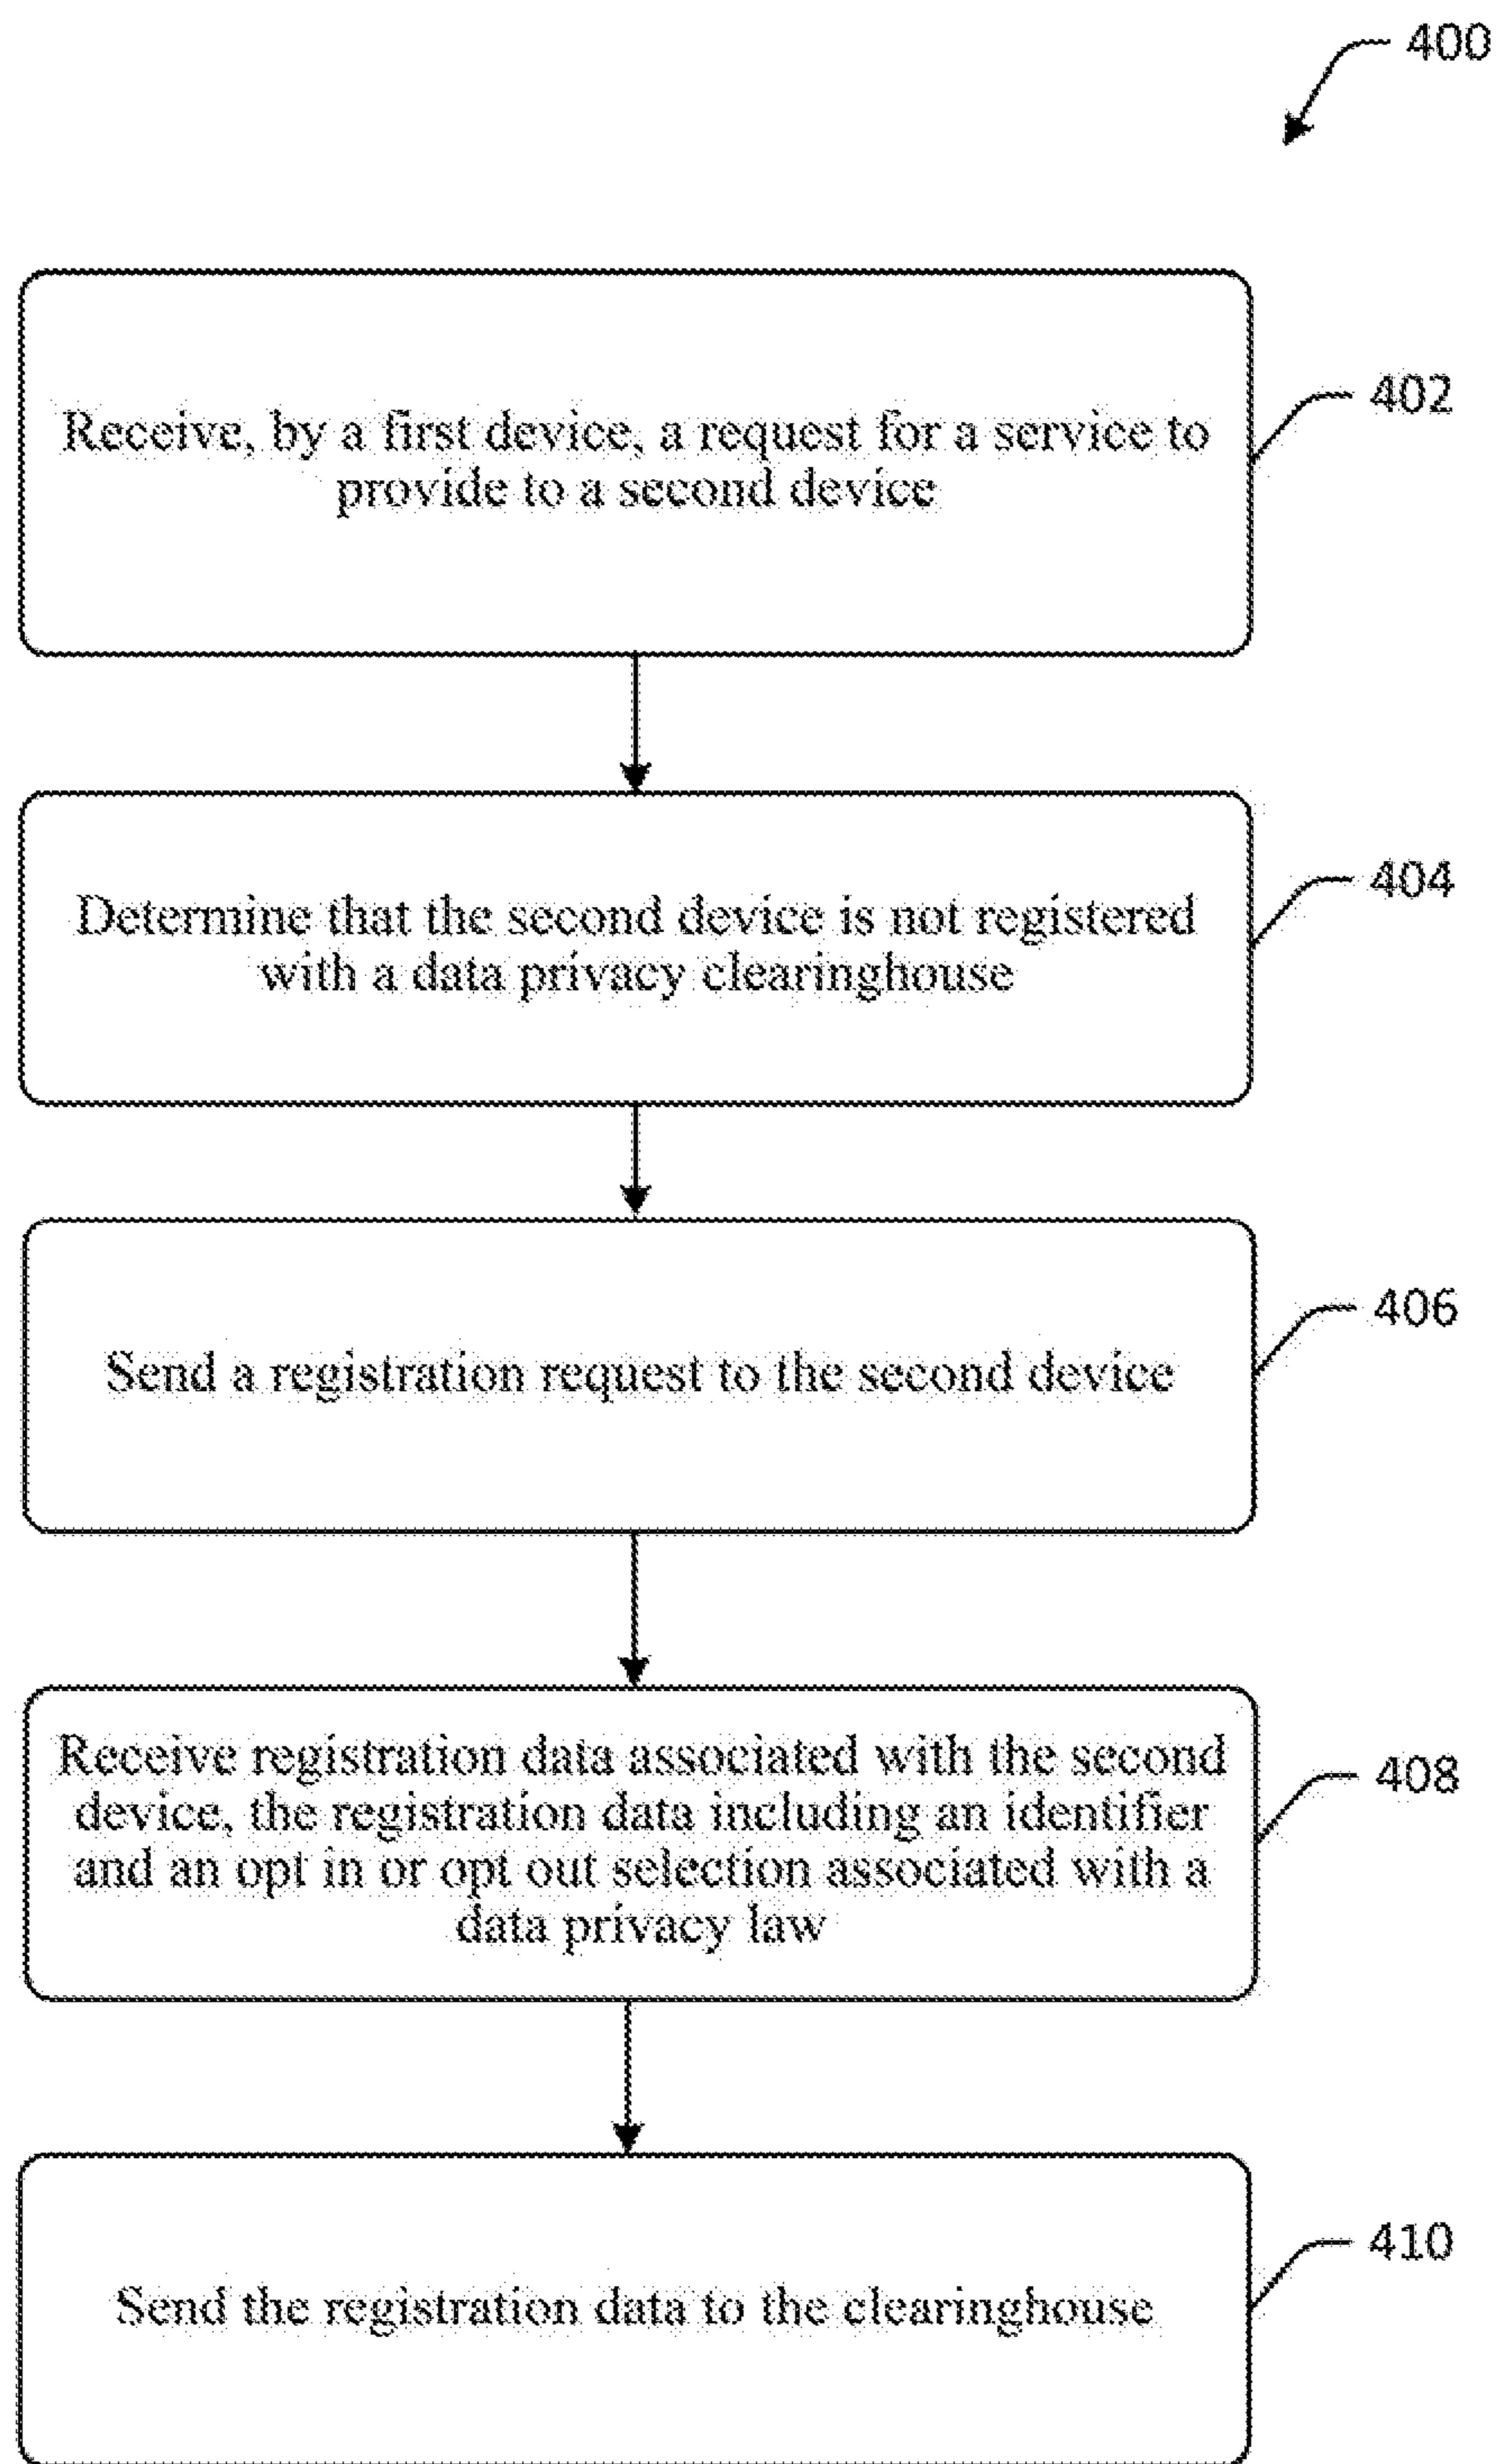 400
Receive, by a first device, a request for a service to
provide to a second device
402
Determine that the second device is not registered
with a data privacy clearinghouse
404
Send a registration request to the second device
406
Receive registration data associated with the second
device, the registration data including an identifier
and an opt in or opt out selection associated with a
data privacy law
408
Send the registration data to the clearinghouse
410